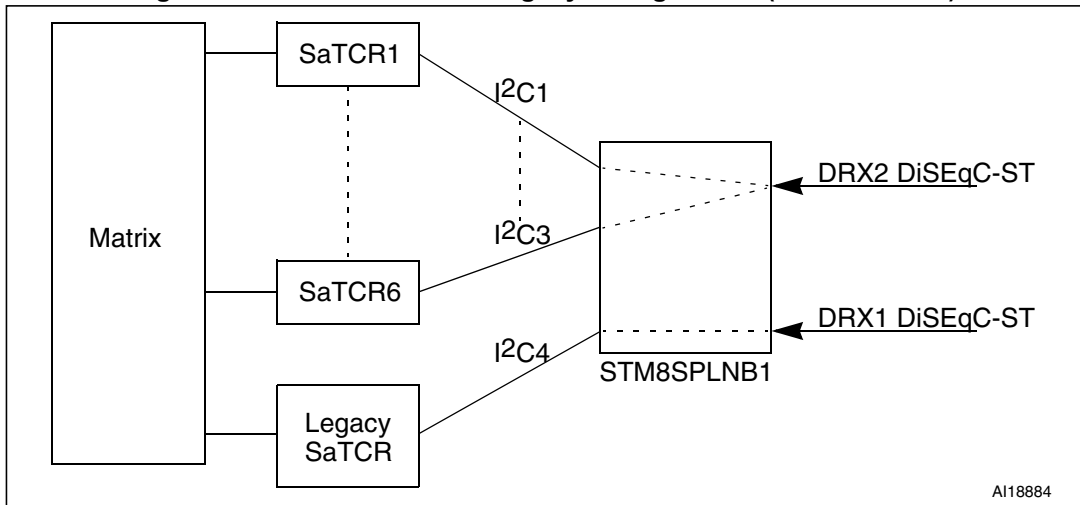 SaTCR1
I²C1
DRX2 DiSEqC-ST
Matrix
I²C3
SaTCR6
DRX1 DiSEqC-ST
I²C4
STM8SPLNB1
Legacy
SaTCR
AI18884